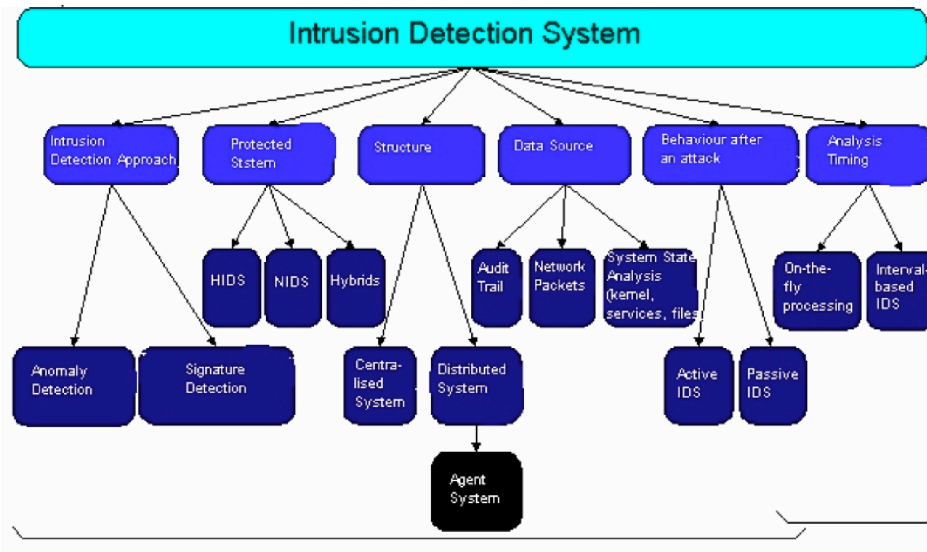 Intrusion Detection System
Intrusion
Detection Approach
Protected
Ststem
Structure
Data Source
Behaviour after
an attack
Analysis
Timing
HIDS
NIDS
Hybrids
Audit
Trail
Network
Packets
System State
Analysis
(kernel,
services, files
On-the-
fly
processing
Interval-
based
IDS
Anomaly
Detection
Signature
Detection
Centra-
lised
System
Distributed
System
Active
IDS
Passive
IDS
Agent
System